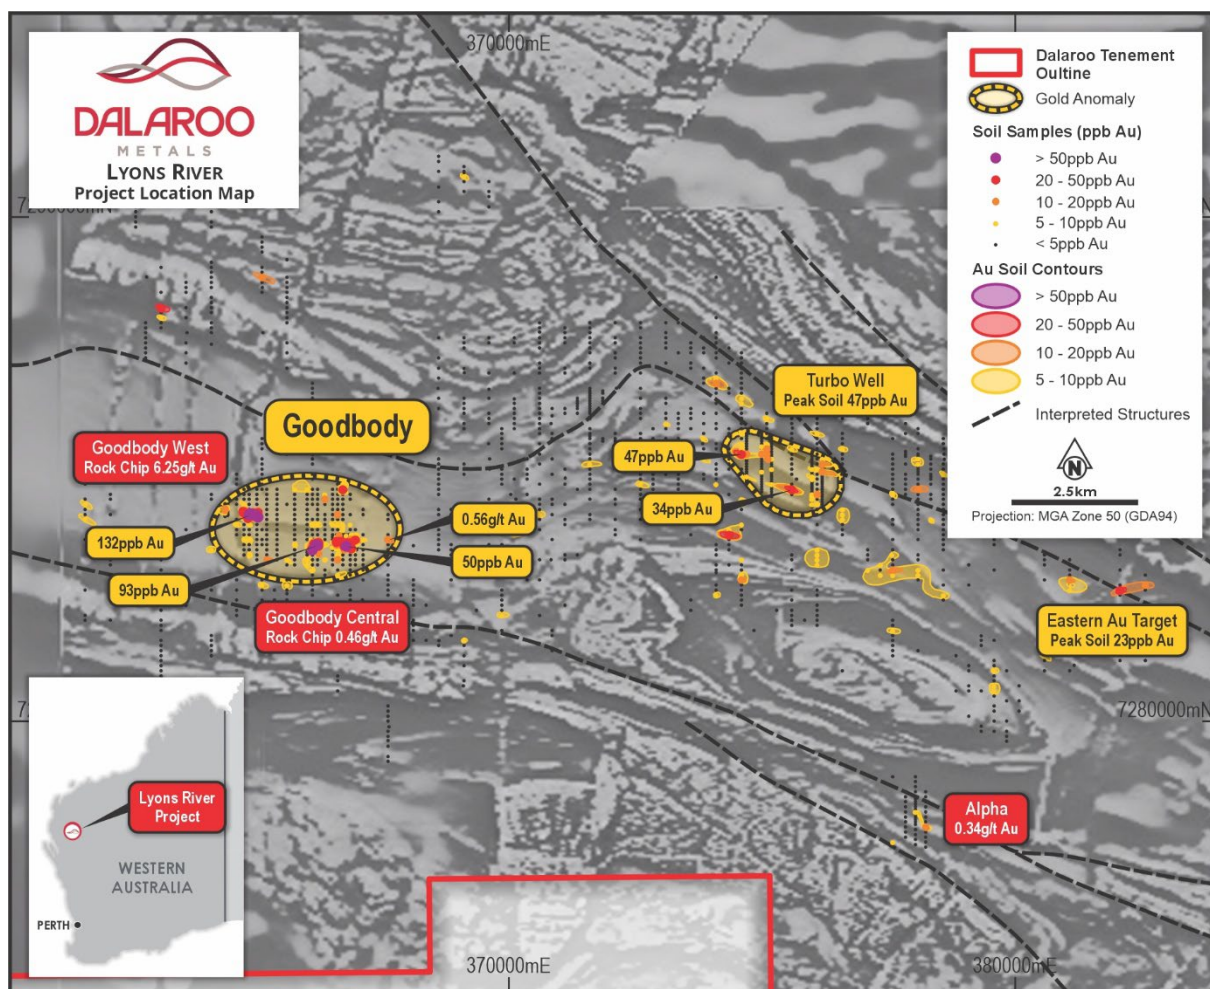 DALAROO
METALS
LYONS RIVER
Project Location Map
370000mE
Dalaroo Tenement
Oultine
Gold Anomaly
Soil Samples (ppb Au)
> 50ppb Au
20 - 50ppb Au
10 - 20ppb Au
5 - 10ppb Au
< 5ppb Au
Au Soil Contours
> 50ppb Au
20 - 50ppb Au
10 - 20ppb Au
5 - 10ppb Au
Interpreted Structures
N
2.5km
Projection: MGA Zone 50 (GDA94)
Turbo Well
Peak Soil 47ppb Au
Goodbody
Goodbody West
Rock Chip 6.25g/t Au
47ppb Au
34ppb Au
0.56g/t Au
132ppb Au
50ppb Au
93ppb Au
Goodbody Central
Rock Chip 0.46g/t Au
Eastern Au Target
Peak Soil 23ppb Au
7280000mN
Lyons River
Project
Alpha
0.34g/t Au
WESTERN
AUSTRALIA
PERTH
370000mE
380000mE